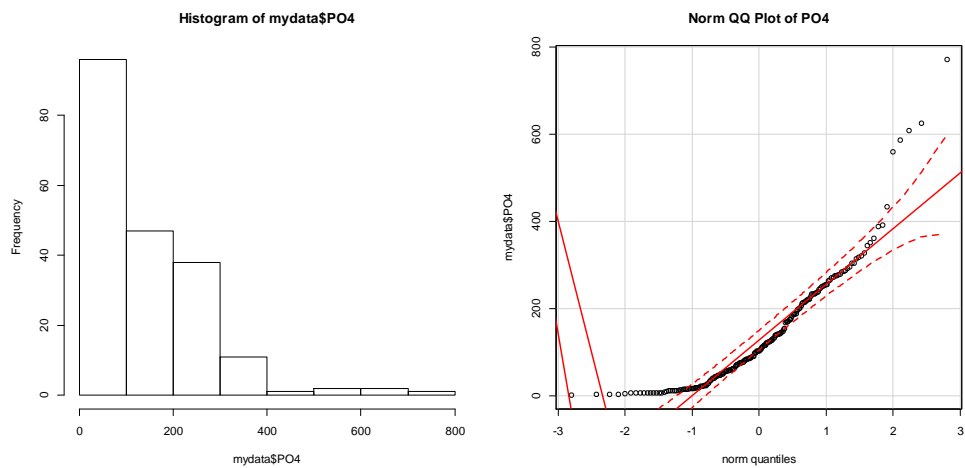 Histogram of mydata$PO4
Frequency
0
20
40
60
80
0 200 400 600 800
mydata$PO4
Norm QQ Plot of PO4
mydata$PO4
0
200
400
600
800
-3 -2 -1 0 1 2 3
norm quantiles